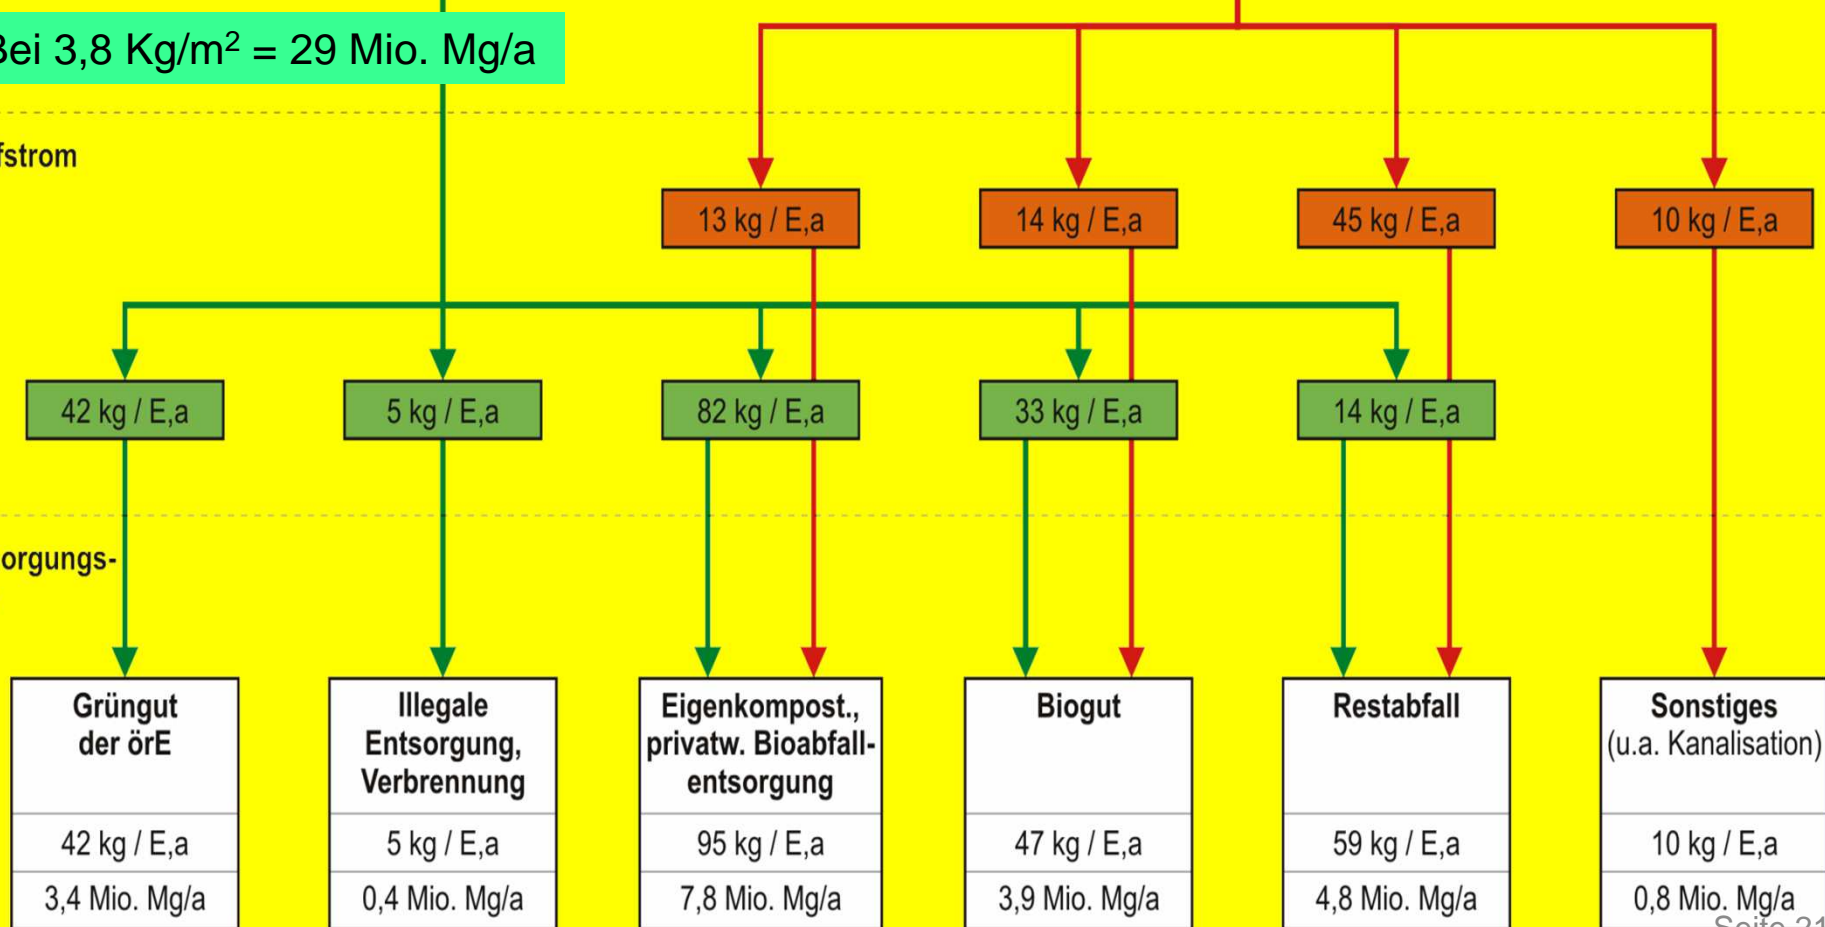 Bei 3,8 Kg/m² = 29 Mio. Mg/a
fstrom
13 kg / E,a
14 kg / E,a
45 kg / E,a
10 kg / E,a
42 kg / E,a
5 kg / E,a
82 kg / E,a
33 kg / E,a
14 kg / E,a
orgungs-
Grüngut
der örE
42 kg / E,a
3,4 Mio. Mg/a
Illegale
Entsorgung,
Verbrennung
5 kg / E,a
0,4 Mio. Mg/a
Eigenkompost.,
privatw. Bioabfall-
entsorgung
95 kg / E,a
7,8 Mio. Mg/a
Biogut
47 kg / E,a
3,9 Mio. Mg/a
Restabfall
59 kg / E,a
4,8 Mio. Mg/a
Sonstiges
(u.a. Kanalisation)
10 kg / E,a
0,8 Mio. Mg/a
Seite 21